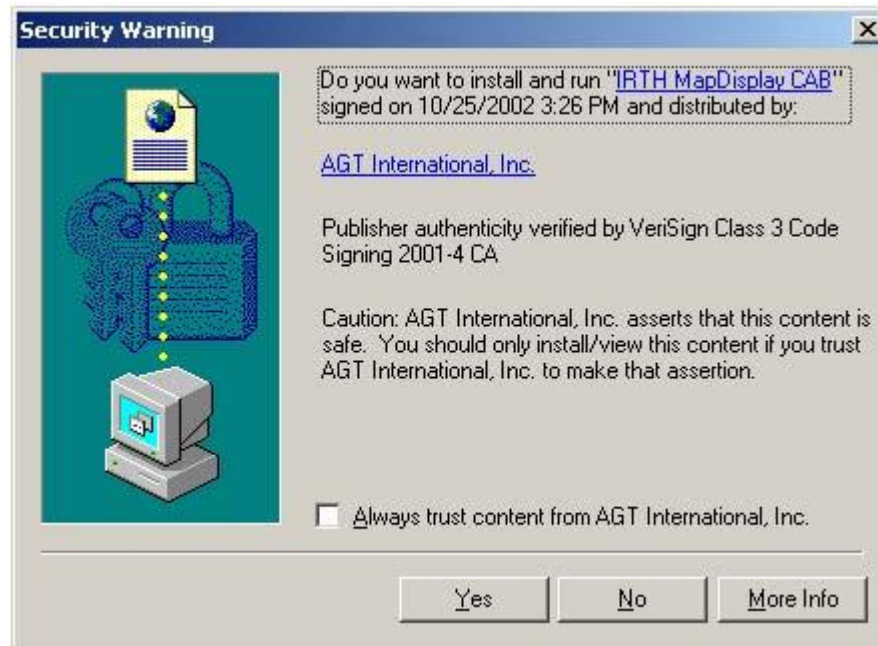 Security Warning
Do you want to install and run "IRTH MapDisplay CAB"
signed on 10/25/2002 3:26 PM and distributed by:
AGT International, Inc.
Publisher authenticity verified by VeriSign Class 3 Code
Signing 2001-4 CA
Caution: AGT International, Inc. asserts that this content is
safe. You should only install/view this content if you trust
AGT International, Inc. to make that assertion.
Always trust content from AGT International, Inc.
Yes No More Info